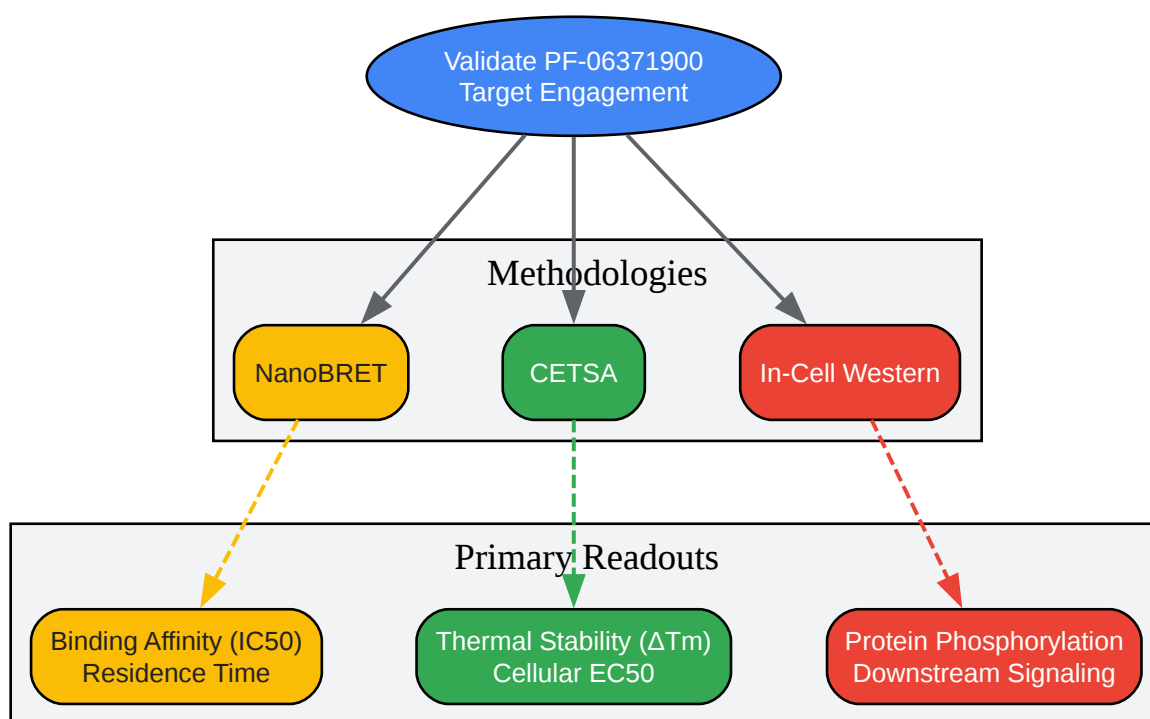 Validate PF-06371900
Target Engagement
Methodologies
NanoBRET
CETSA
In-Cell Western
Primary Readouts
Binding Affinity (IC50)
Residence Time
Thermal Stability (ΔTm)
Cellular EC50
Protein Phosphorylation
Downstream Signaling